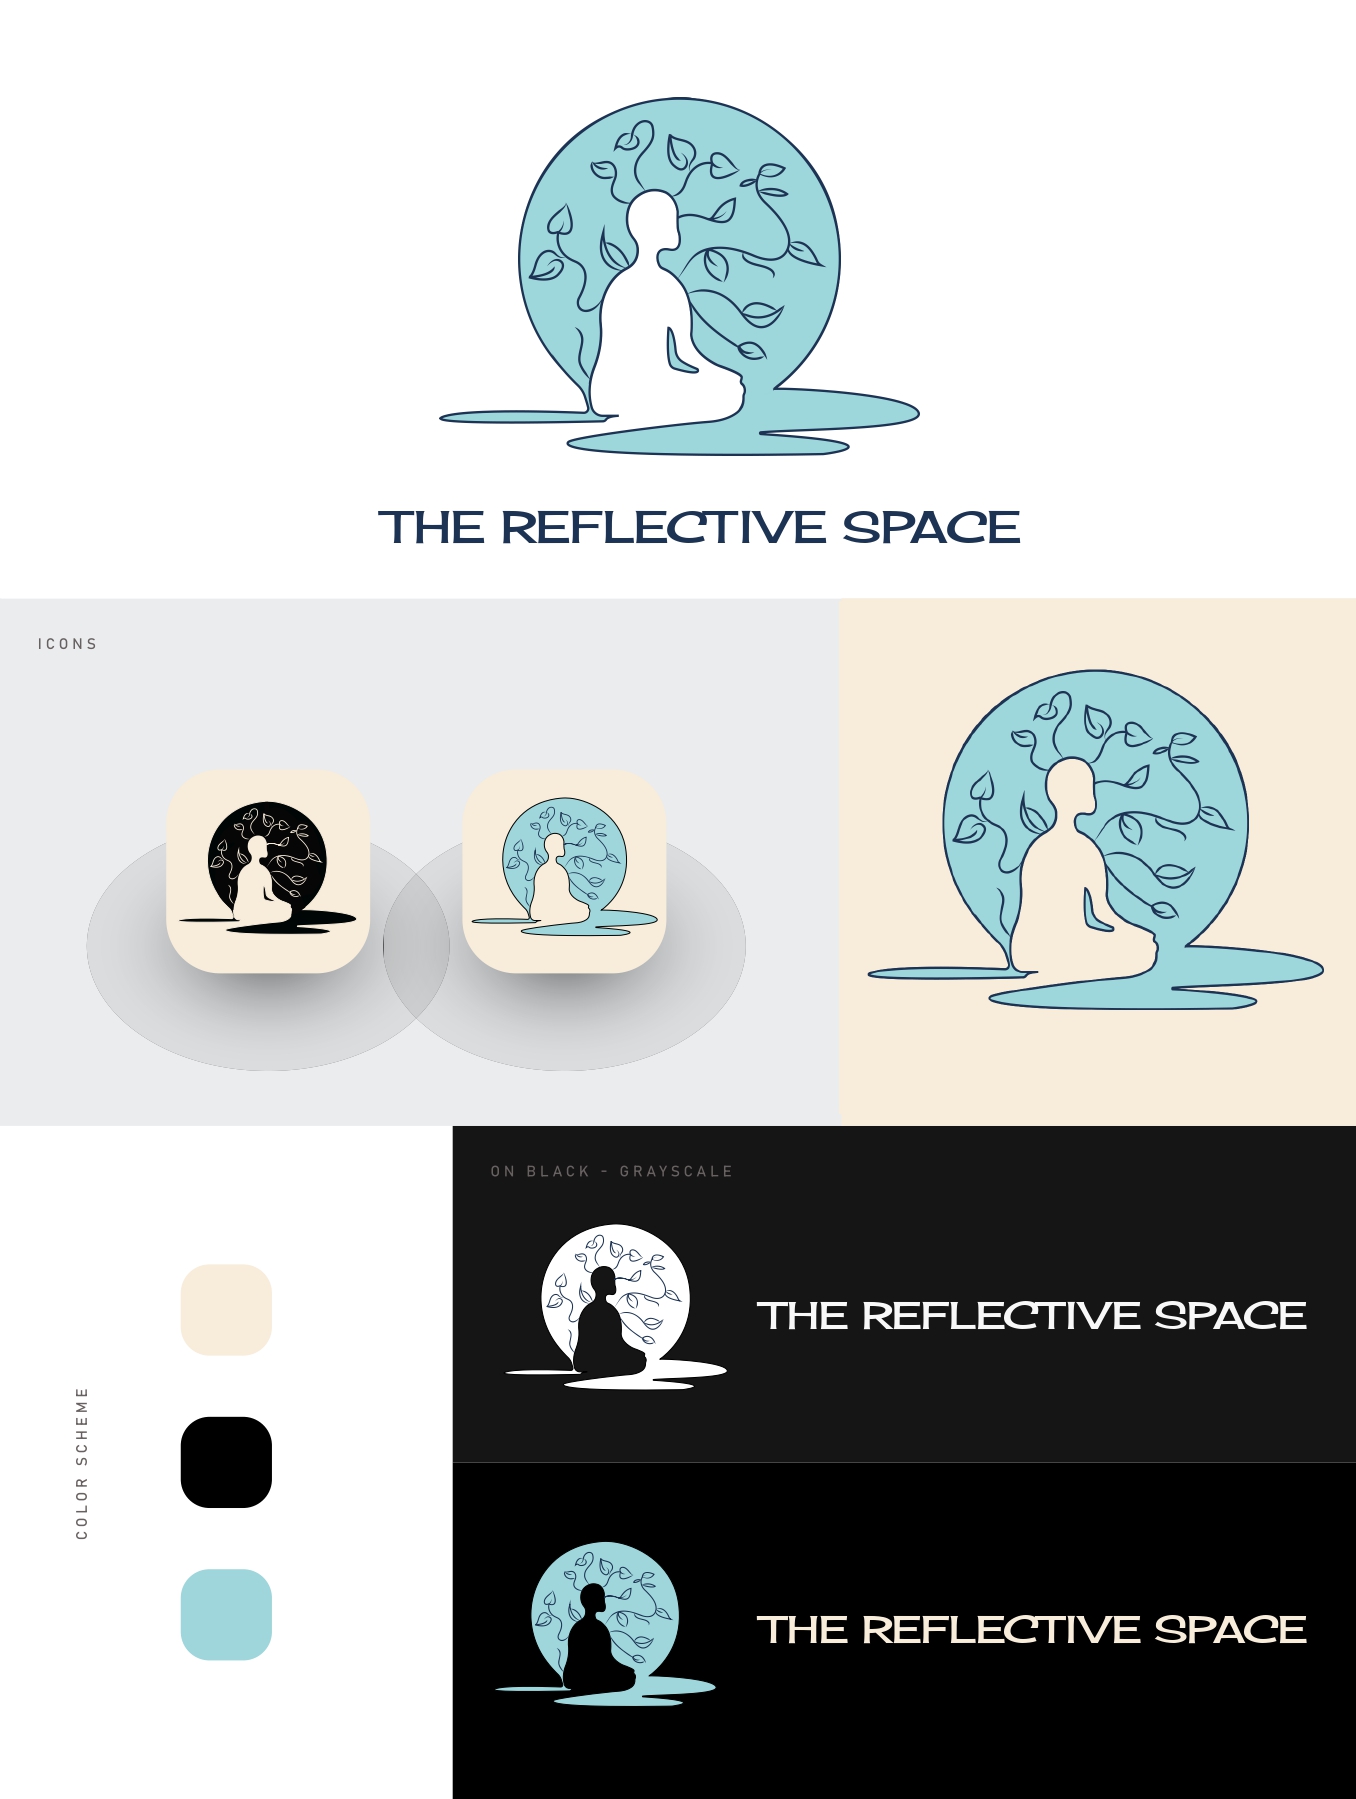 THE REFLECTIVE SPACE
ICONS
ON BLACK - GRAYSCALE
THE REFLECTIVE SPACE
COLOR SCHEME
THE REFLECTIVE SPACE